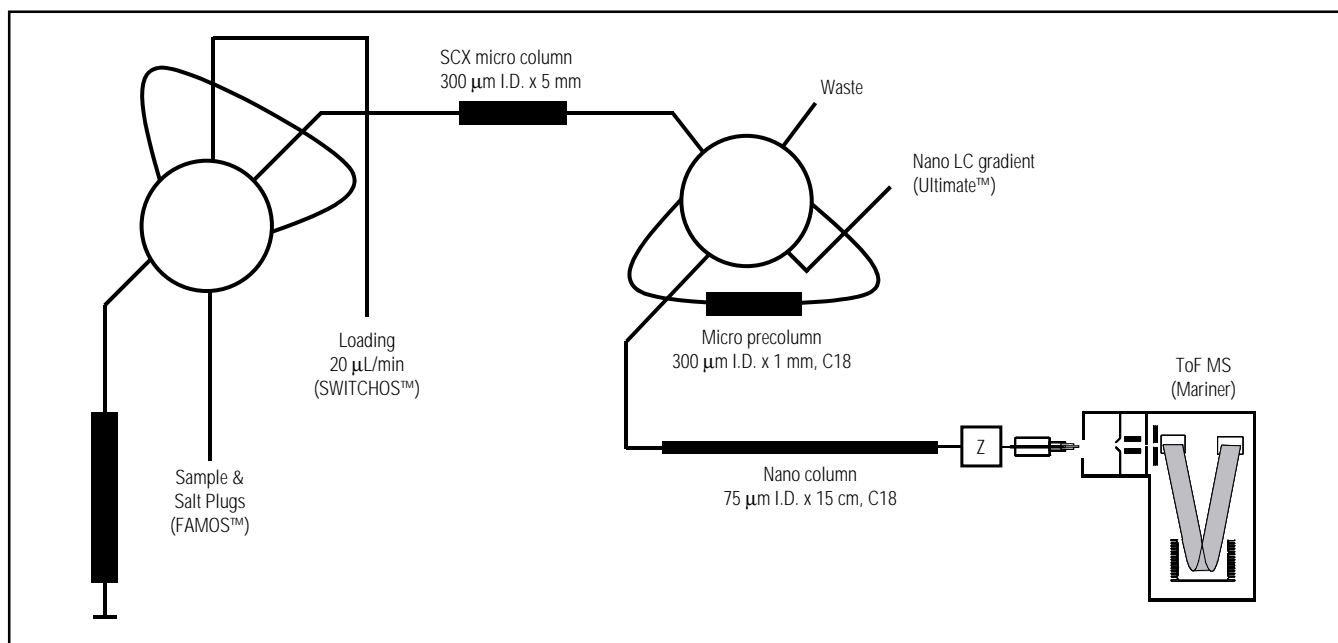 SCX micro column
300 µm I.D. x 5 mm
Waste
Nano LC gradient
(Ultimate™)
Loading
20 µL/min
(SWITCHOS™)
Micro precolumn
300 µm I.D. x 1 mm, C18
ToF MS
(Mariner)
Sample &
Salt Plugs
(FAMOS™)
Z
Nano column
75 µm I.D. x 15 cm, C18